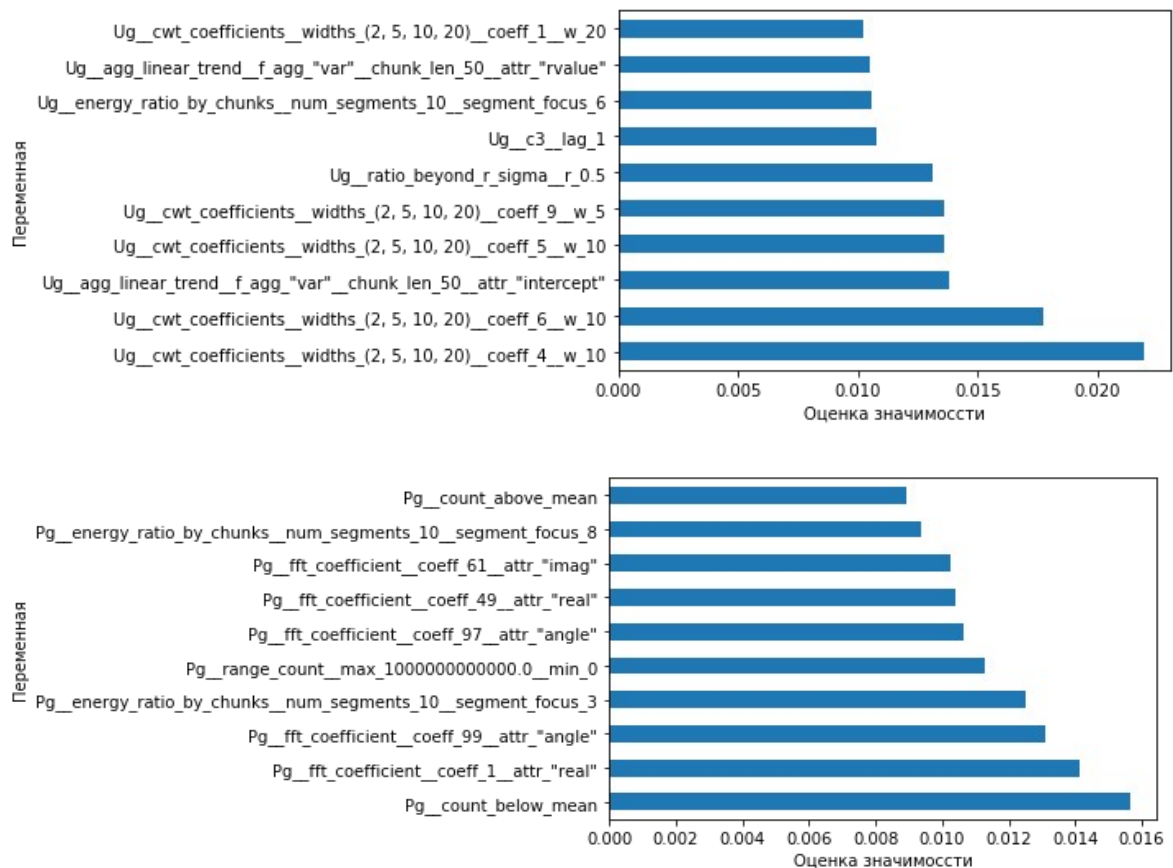 Переменная
Ug__cwt_coefficients__widths_(2, 5, 10, 20)__coeff_1__w_20
Ug__agg_linear_trend__f_agg_"var"__chunk_len_50__attr_"rvalue"
Ug__energy_ratio_by_chunks__num_segments_10__segment_focus_6
Ug__c3__lag_1
Ug__ratio_beyond_r_sigma__r_0.5
Ug__cwt_coefficients__widths_(2, 5, 10, 20)__coeff_9__w_5
Ug__cwt_coefficients__widths_(2, 5, 10, 20)__coeff_5__w_10
Ug__agg_linear_trend__f_agg_"var"__chunk_len_50__attr_"intercept"
Ug__cwt_coefficients__widths_(2, 5, 10, 20)__coeff_6__w_10
Ug__cwt_coefficients__widths_(2, 5, 10, 20)__coeff_4__w_10
0.000 0.005 0.010 0.015 0.020
Оценка значимоссти
Переменная
Pg__count_above_mean
Pg__energy_ratio_by_chunks__num_segments_10__segment_focus_8
Pg__fft_coefficient__coeff_61__attr_"imag"
Pg__fft_coefficient__coeff_49__attr_"real"
Pg__fft_coefficient__coeff_97__attr_"angle"
Pg__range_count__max_1000000000000.0__min_0
Pg__energy_ratio_by_chunks__num_segments_10__segment_focus_3
Pg__fft_coefficient__coeff_99__attr_"angle"
Pg__fft_coefficient__coeff_1__attr_"real"
Pg__count_below_mean
0.000 0.002 0.004 0.006 0.008 0.010 0.012 0.014 0.016
Оценка значимоссти